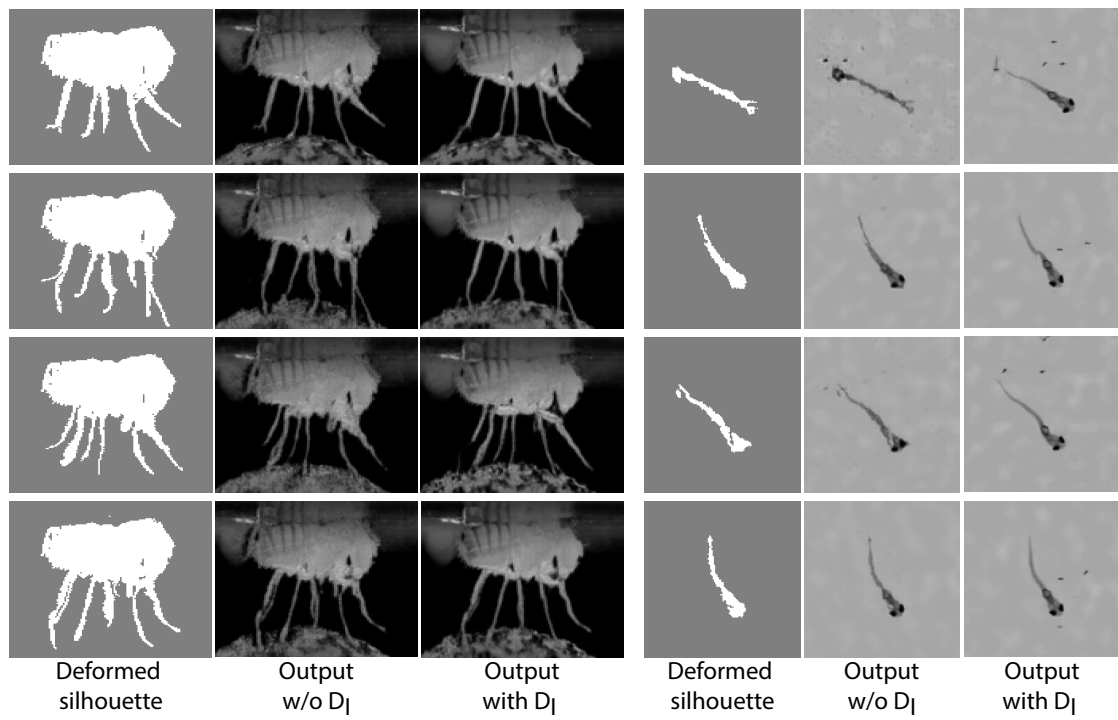 Deformed
silhouette
Output
w/o D_I
Output
with D_I
Deformed
silhouette
Output
w/o D_I
Output
with D_I